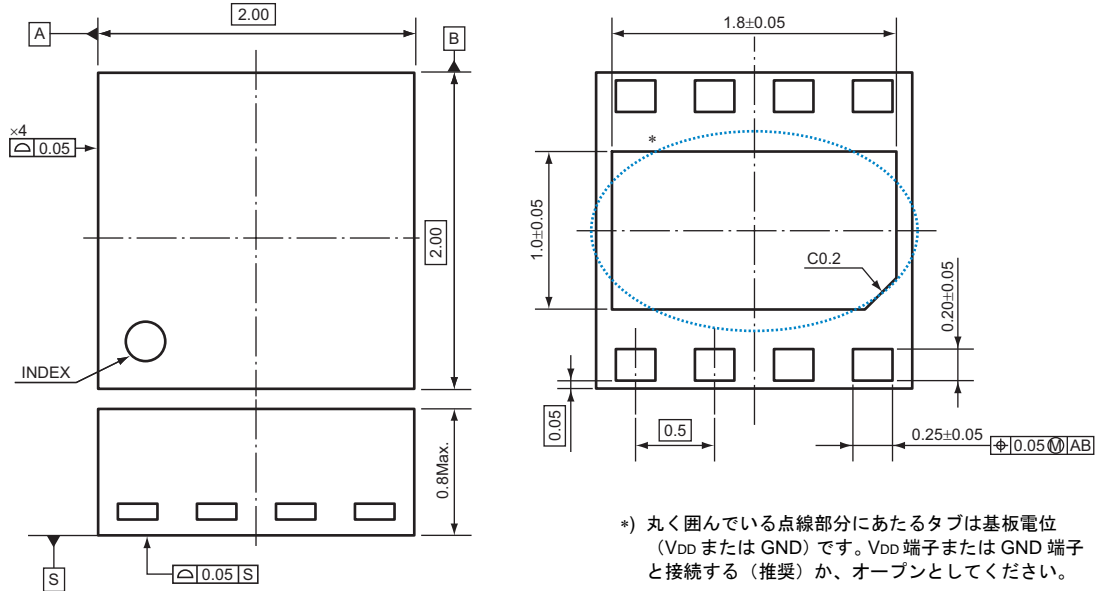 2.00
A
B
×4
0.05
2.00
INDEX
0.8Max.
S
0.05 S
1.8±0.05
*
1.0±0.05
C0.2
0.20±0.05
0.05
0.5
0.25±0.05
0.05 Ⓜ AB
*) 丸く囲んでいる点線部分にあたるタブは基板電位
(VDD または GND) です。VDD 端子または GND 端子
と接続する（推奨）か、オープンとしてください。